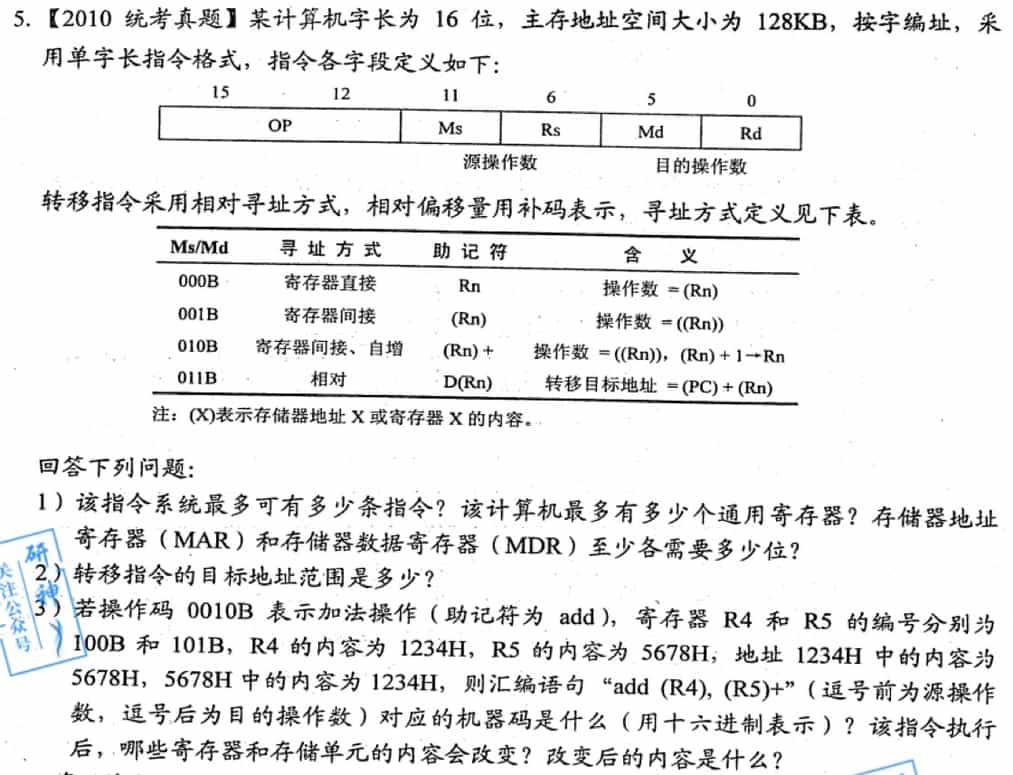 5.【2010 统考真题】某计算机字长为 16 位，主存地址空间大小为 128KB，按字编址，采
用单字长指令格式，指令各字段定义如下：
15 12 11 6 5 0
OP Ms Rs Md Rd
源操作数 目的操作数
转移指令采用相对寻址方式，相对偏移量用补码表示，寻址方式定义见下表。
Ms/Md 寻址方式 助记符 含 义
000B 寄存器直接 Rn 操作数 = (Rn)
001B 寄存器间接 (Rn) 操作数 = ((Rn))
010B 寄存器间接、自增 (Rn) + 操作数 = ((Rn))，(Rn) + 1→Rn
011B 相对 D(Rn) 转移目标地址 = (PC) + (Rn)
注：(X)表示存储器地址 X 或寄存器 X 的内容。
回答下列问题：
1）该指令系统最多可有多少条指令？该计算机最多有多少个通用寄存器？存储器地址
寄存器（MAR）和存储器数据寄存器（MDR）至少各需要多少位？
2）转移指令的目标地址范围是多少？
3）若操作码 0010B 表示加法操作（助记符为 add），寄存器 R4 和 R5 的编号分别为
100B 和 101B，R4 的内容为 1234H，R5 的内容为 5678H，地址 1234H 中的内容为
5678H，5678H 中的内容为 1234H，则汇编语句“add (R4), (R5)+”（逗号前为源操作
数，逗号后为目的操作数）对应的机器码是什么（用十六进制表示）？该指令执行
后，哪些寄存器和存储单元的内容会改变？改变后的内容是什么？
研神
关注公众号